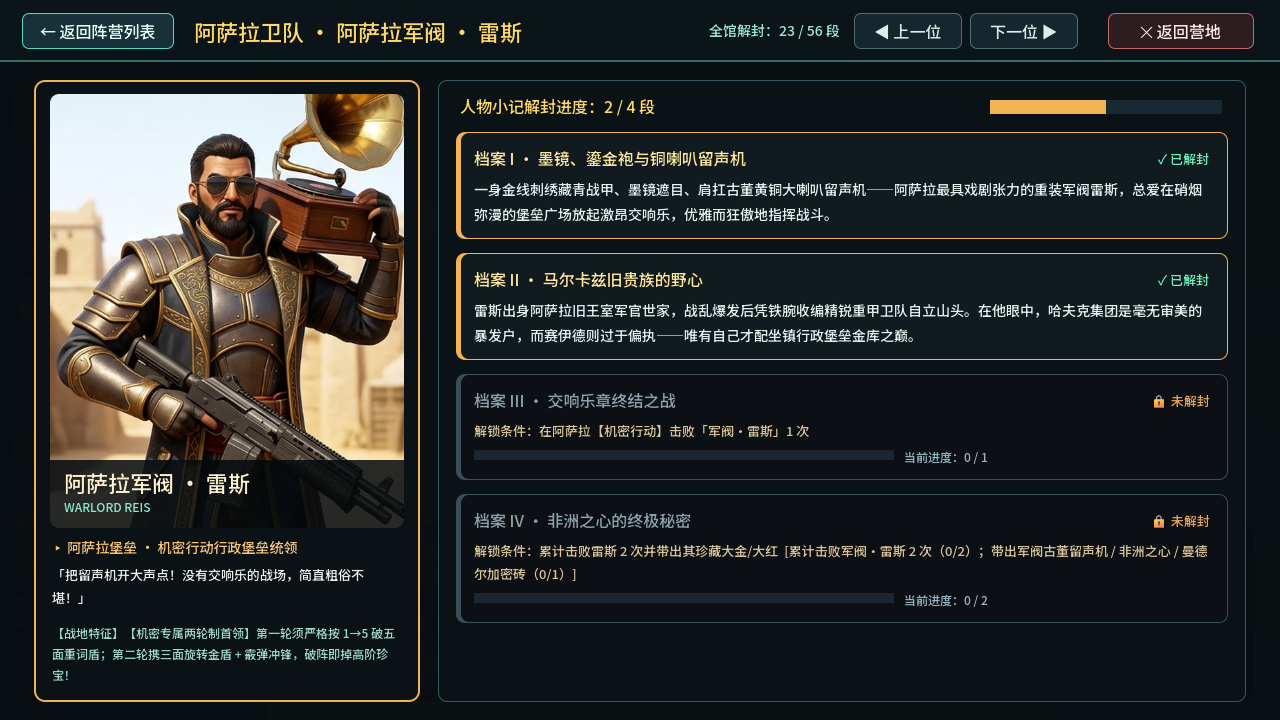 ← 返回阵营列表
阿萨拉卫队 · 阿萨拉军阀 · 雷斯
全馆解封：23 / 56 段
◀ 上一位
下一位 ▶
✕ 返回营地
阿萨拉军阀 · 雷斯
WARLORD REIS
▸ 阿萨拉堡垒 · 机密行动行政堡垒统领
「把留声机开大声点！没有交响乐的战场，简直粗俗不
堪！」
【战地特征】【机密专属两轮制首领】第一轮须严格按 1→5 破五
面重词盾；第二轮携三面旋转金盾 + 霰弹冲锋，破阵即掉高阶珍
宝！
人物小记解封进度：2 / 4 段
档案 I · 墨镜、鎏金袍与铜喇叭留声机
✓ 已解封
一身金线刺绣藏青战甲、墨镜遮目、肩扛古董黄铜大喇叭留声机——阿萨拉最具戏剧张力的重装军阀雷斯，总爱在硝烟
弥漫的堡垒广场放起激昂交响乐，优雅而狂傲地指挥战斗。
档案 II · 马尔卡兹旧贵族的野心
✓ 已解封
雷斯出身阿萨拉旧王室军官世家，战乱爆发后凭铁腕收编精锐重甲卫队自立山头。在他眼中，哈夫克集团是毫无审美的
暴发户，而赛伊德则过于偏执——唯有自己才配坐镇行政堡垒金库之巅。
档案 III · 交响乐章终结之战
🔒 未解封
解锁条件：在阿萨拉【机密行动】击败「军阀·雷斯」1 次
当前进度：0 / 1
档案 IV · 非洲之心的终极秘密
🔒 未解封
解锁条件：累计击败雷斯 2 次并带出其珍藏大金/大红［累计击败军阀·雷斯 2 次（0/2）；带出军阀古董留声机 / 非洲之心 / 曼德
尔加密砖（0/1）］
当前进度：0 / 2